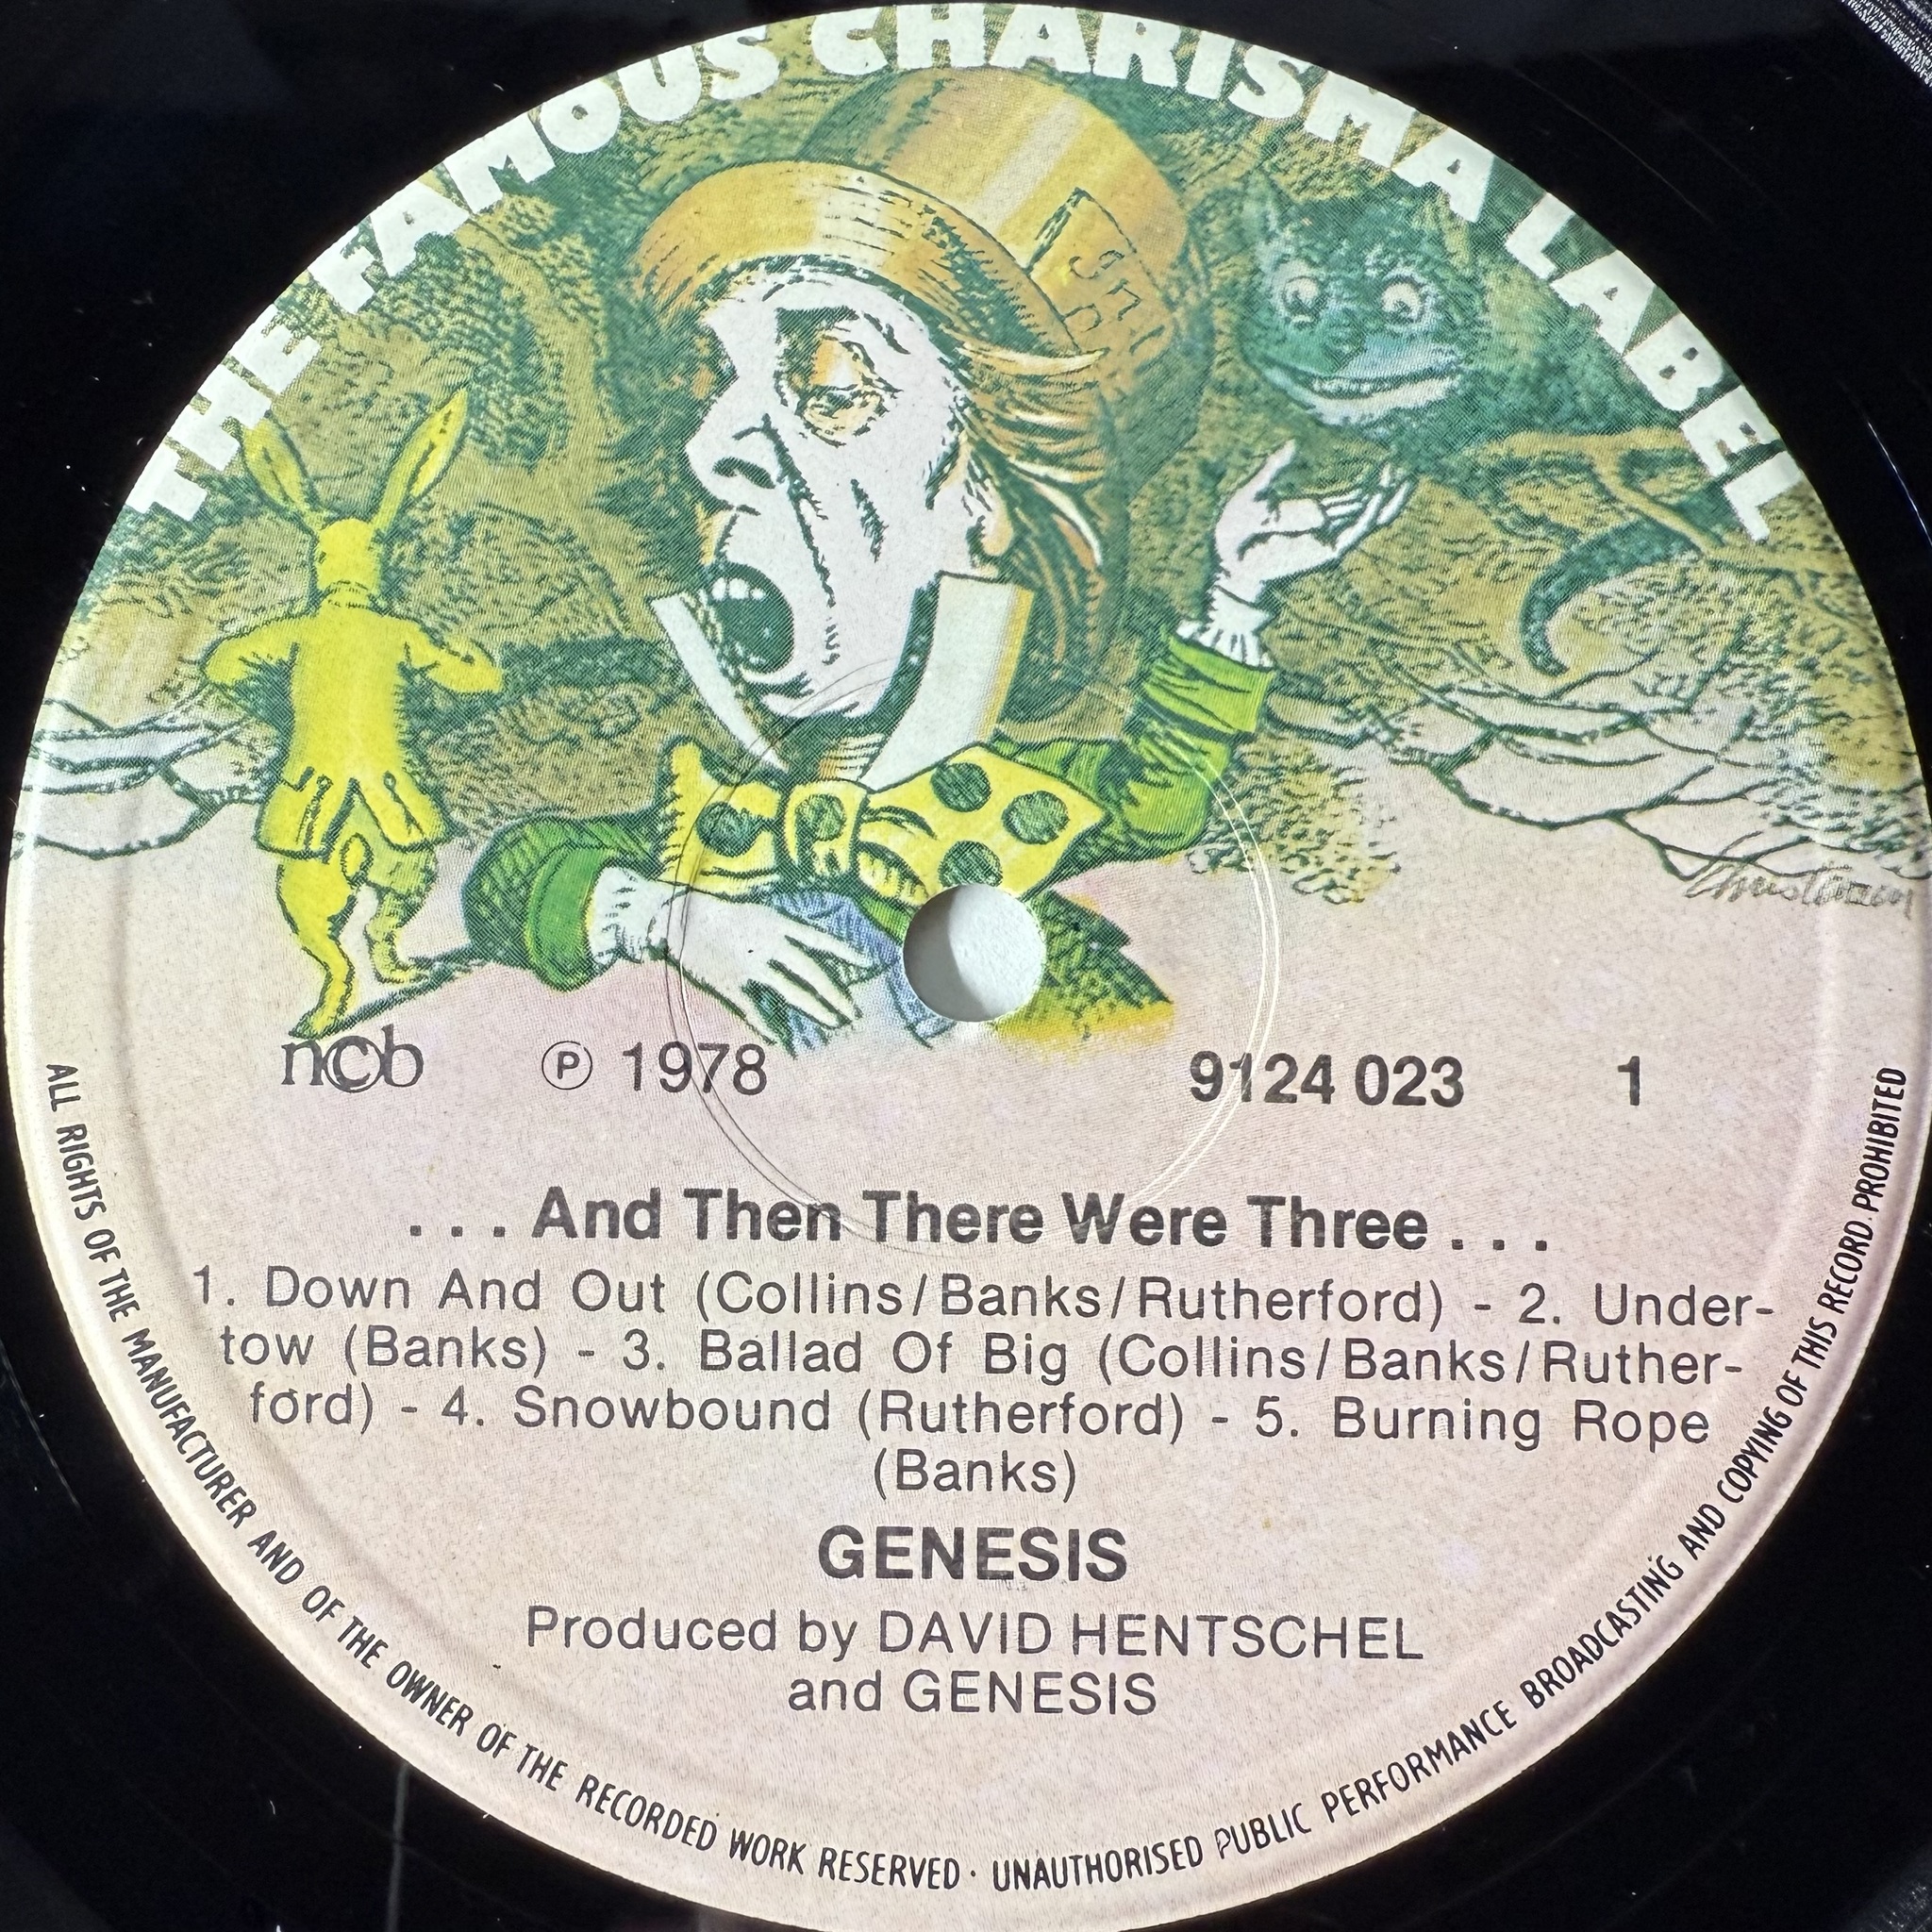 THE FAMOUS CHARISMA LABEL
ncb ℗ 1978 9124 023 1
. . . And Then There Were Three . . .
1. Down And Out (Collins/Banks/Rutherford) - 2. Under-
tow (Banks) - 3. Ballad Of Big (Collins/Banks/Ruther-
ford) - 4. Snowbound (Rutherford) - 5. Burning Rope
(Banks)
GENESIS
Produced by DAVID HENTSCHEL
and GENESIS
ALL RIGHTS OF THE MANUFACTURER AND OF THE OWNER OF THE RECORDED WORK RESERVED · UNAUTHORISED PUBLIC PERFORMANCE BROADCASTING AND COPYING OF THIS RECORD PROHIBITED